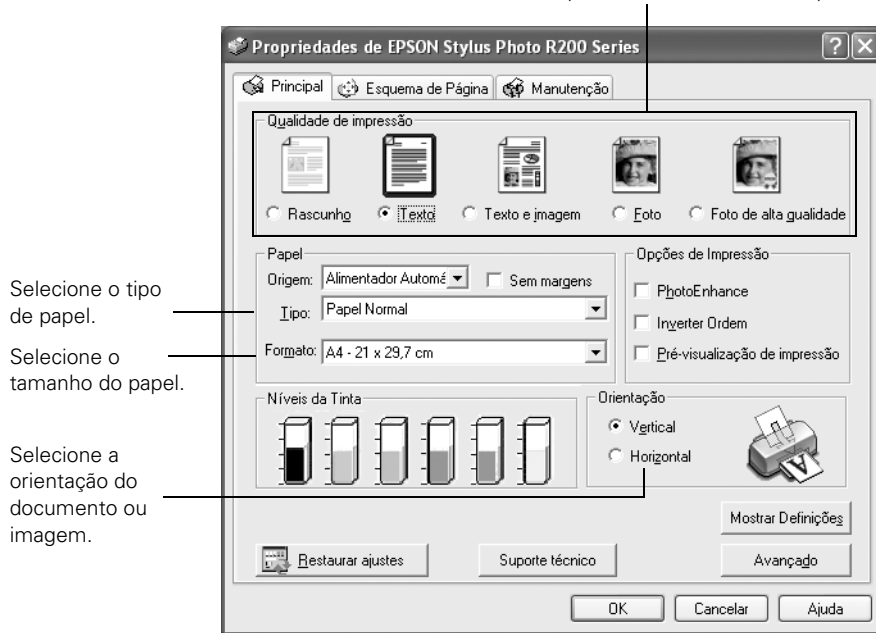 Propriedades de EPSON Stylus Photo R200 Series
Principal Esquema de Página Manutenção
Qualidade de impressão
Rascunho Texto Texto e imagem Foto Foto de alta qualidade
Selecione o tipo
de papel.
Selecione o
tamanho do papel.
Selecione a
orientação do
documento ou
imagem.
Papel
Origem: Alimentador Automá Sem margens
Tipo: Papel Normal
Formato: A4 - 21 x 29,7 cm
Opções de Impressão
PhotoEnhance
Inverter Ordem
Pré-visualização de impressão
Níveis da Tinta
Orientação
Vertical
Horizontal
A
Mostrar Definições
Restaurar ajustes Suporte técnico Avançado
OK Cancelar Ajuda